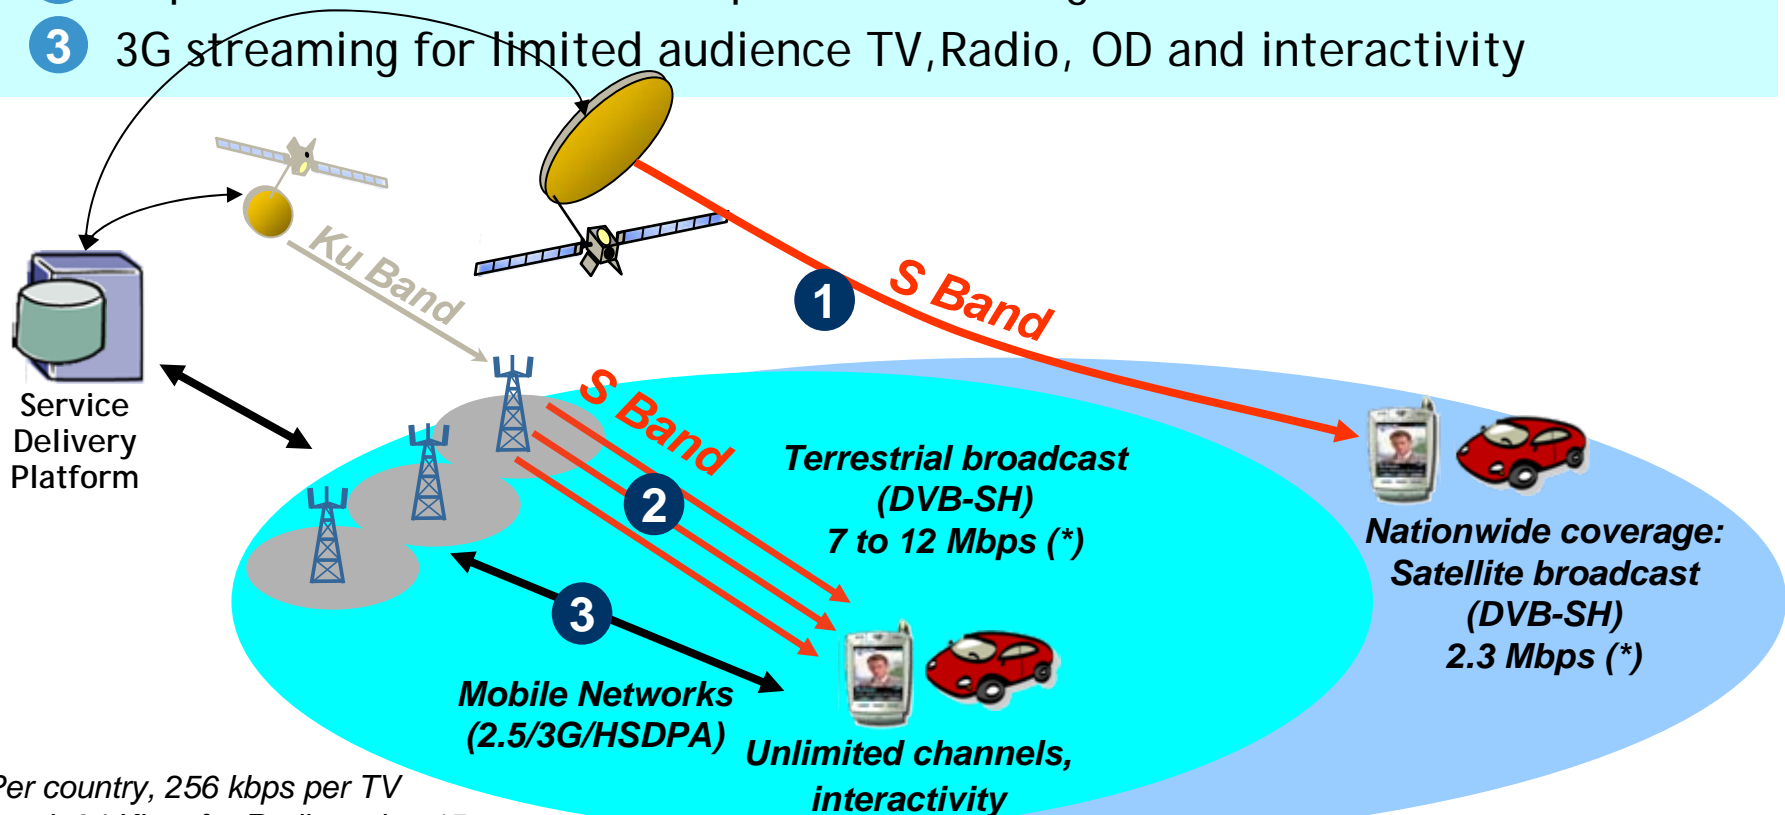 3 3G streaming for limited audience TV,Radio, OD and interactivity
Ku Band
S Band
1
Service
Delivery
Platform
S Band
2
Terrestrial broadcast
(DVB-SH)
7 to 12 Mbps (*)
Nationwide coverage:
Satellite broadcast
(DVB-SH)
2.3 Mbps (*)
3
Mobile Networks
(2.5/3G/HSDPA)
Unlimited channels,
interactivity
Per country, 256 kbps per TV